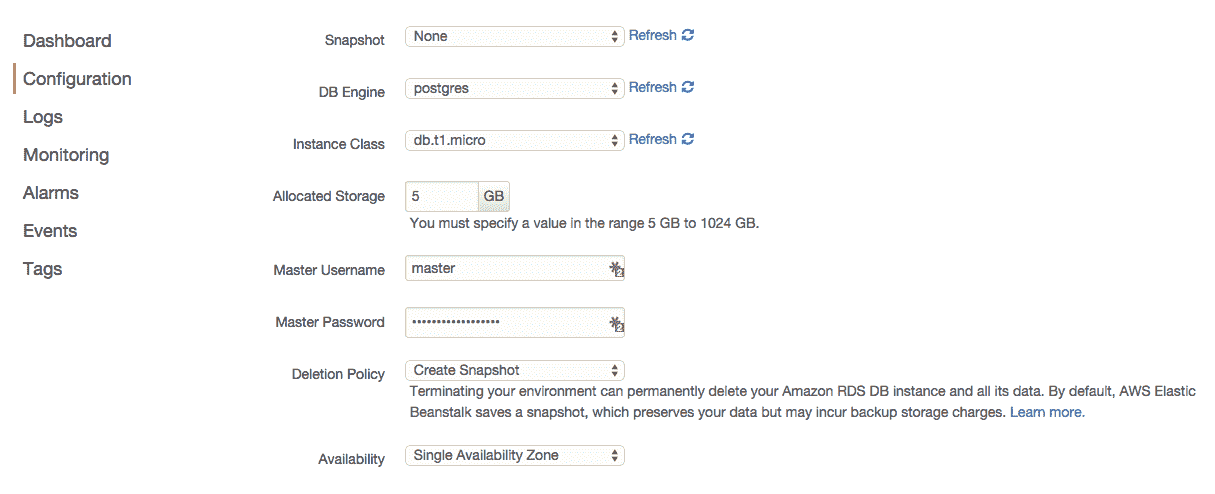 Dashboard
Configuration
Logs
Monitoring
Alarms
Events
Tags
Snapshot None Refresh
DB Engine postgres Refresh
Instance Class db.t1.micro Refresh
Allocated Storage 5 GB
You must specify a value in the range 5 GB to 1024 GB.
Master Username master
Master Password •••••••••••••••••
Deletion Policy Create Snapshot
Terminating your environment can permanently delete your Amazon RDS DB instance and all its data. By default, AWS Elastic
Beanstalk saves a snapshot, which preserves your data but may incur backup storage charges. Learn more.
Availability Single Availability Zone